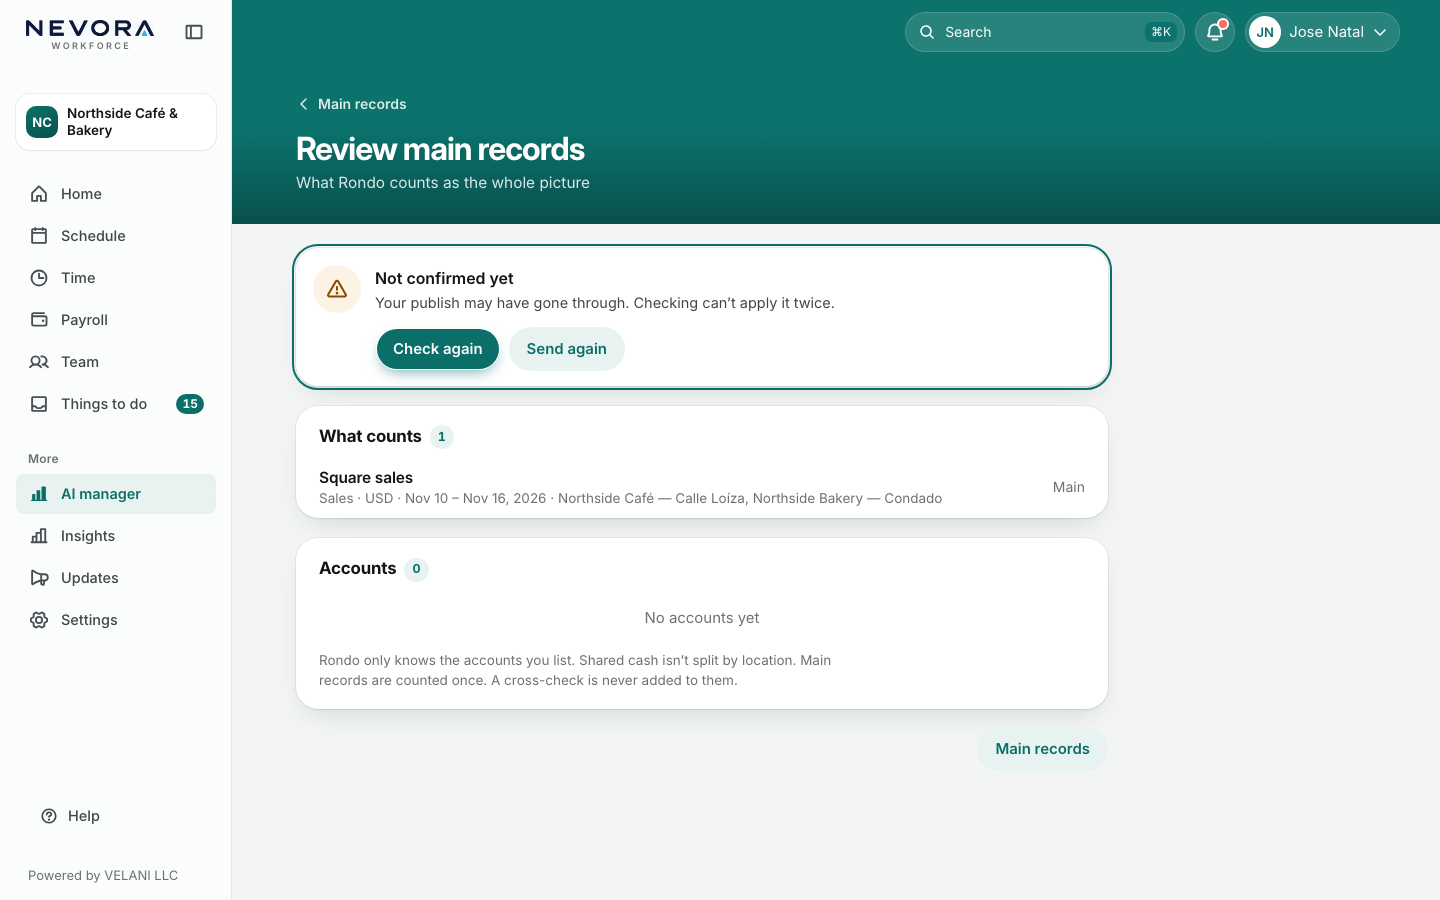 NEVORA
WORKFORCE
Search
⌘K
JN
Jose Natal
NC
Northside Café &
Bakery
Home
Schedule
Time
Payroll
Team
Things to do
15
More
AI manager
Insights
Updates
Settings
Help
Powered by VELANI LLC
Main records
Review main records
What Rondo counts as the whole picture
Not confirmed yet
Your publish may have gone through. Checking can’t apply it twice.
Check again
Send again
What counts
1
Square sales
Sales · USD · Nov 10 – Nov 16, 2026 · Northside Café — Calle Loíza, Northside Bakery — Condado
Main
Accounts
0
No accounts yet
Rondo only knows the accounts you list. Shared cash isn’t split by location. Main
records are counted once. A cross-check is never added to them.
Main records